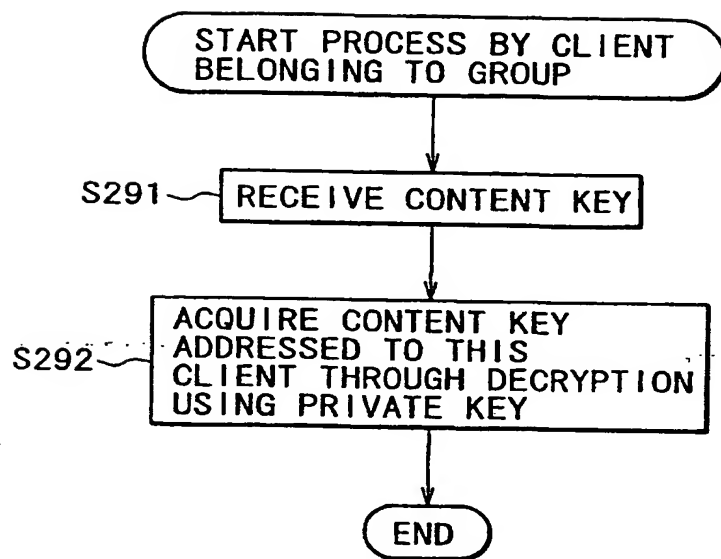 START PROCESS BY CLIENT
BELONGING TO GROUP
S291
RECEIVE CONTENT KEY
S292
ACQUIRE CONTENT KEY
ADDRESSED TO THIS
CLIENT THROUGH DECRYPTION
USING PRIVATE KEY
END